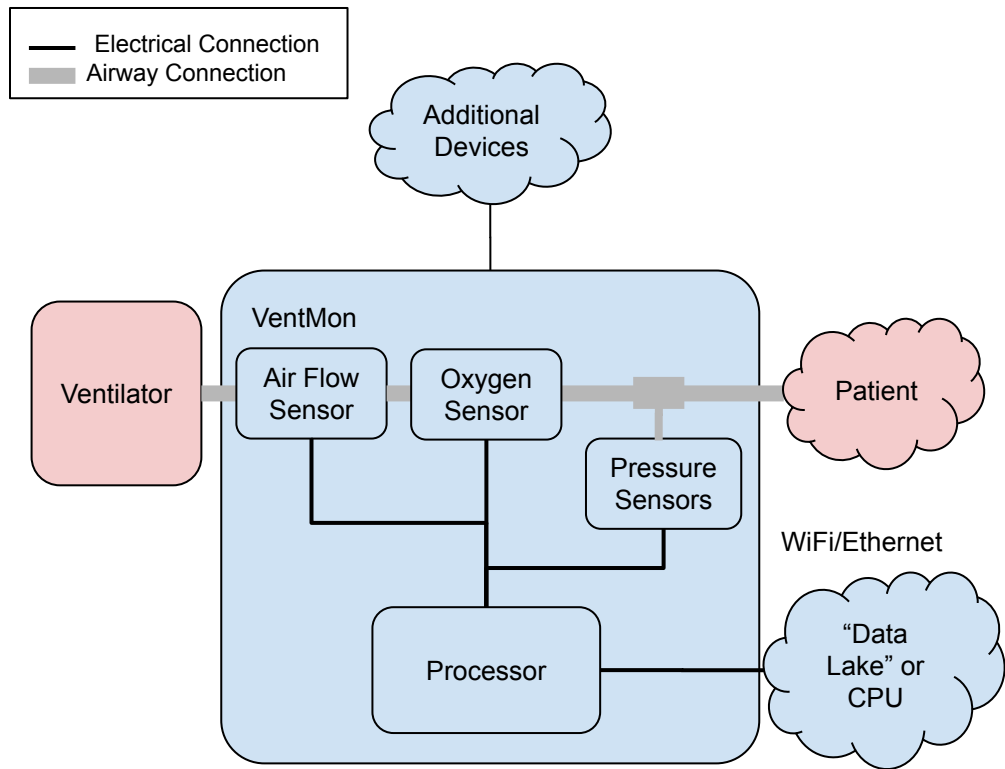 Electrical Connection
Airway Connection
Additional
Devices
VentMon
Ventilator
Air Flow
Sensor
Oxygen
Sensor
Patient
Pressure
Sensors
WiFi/Ethernet
Processor
“Data
Lake” or
CPU